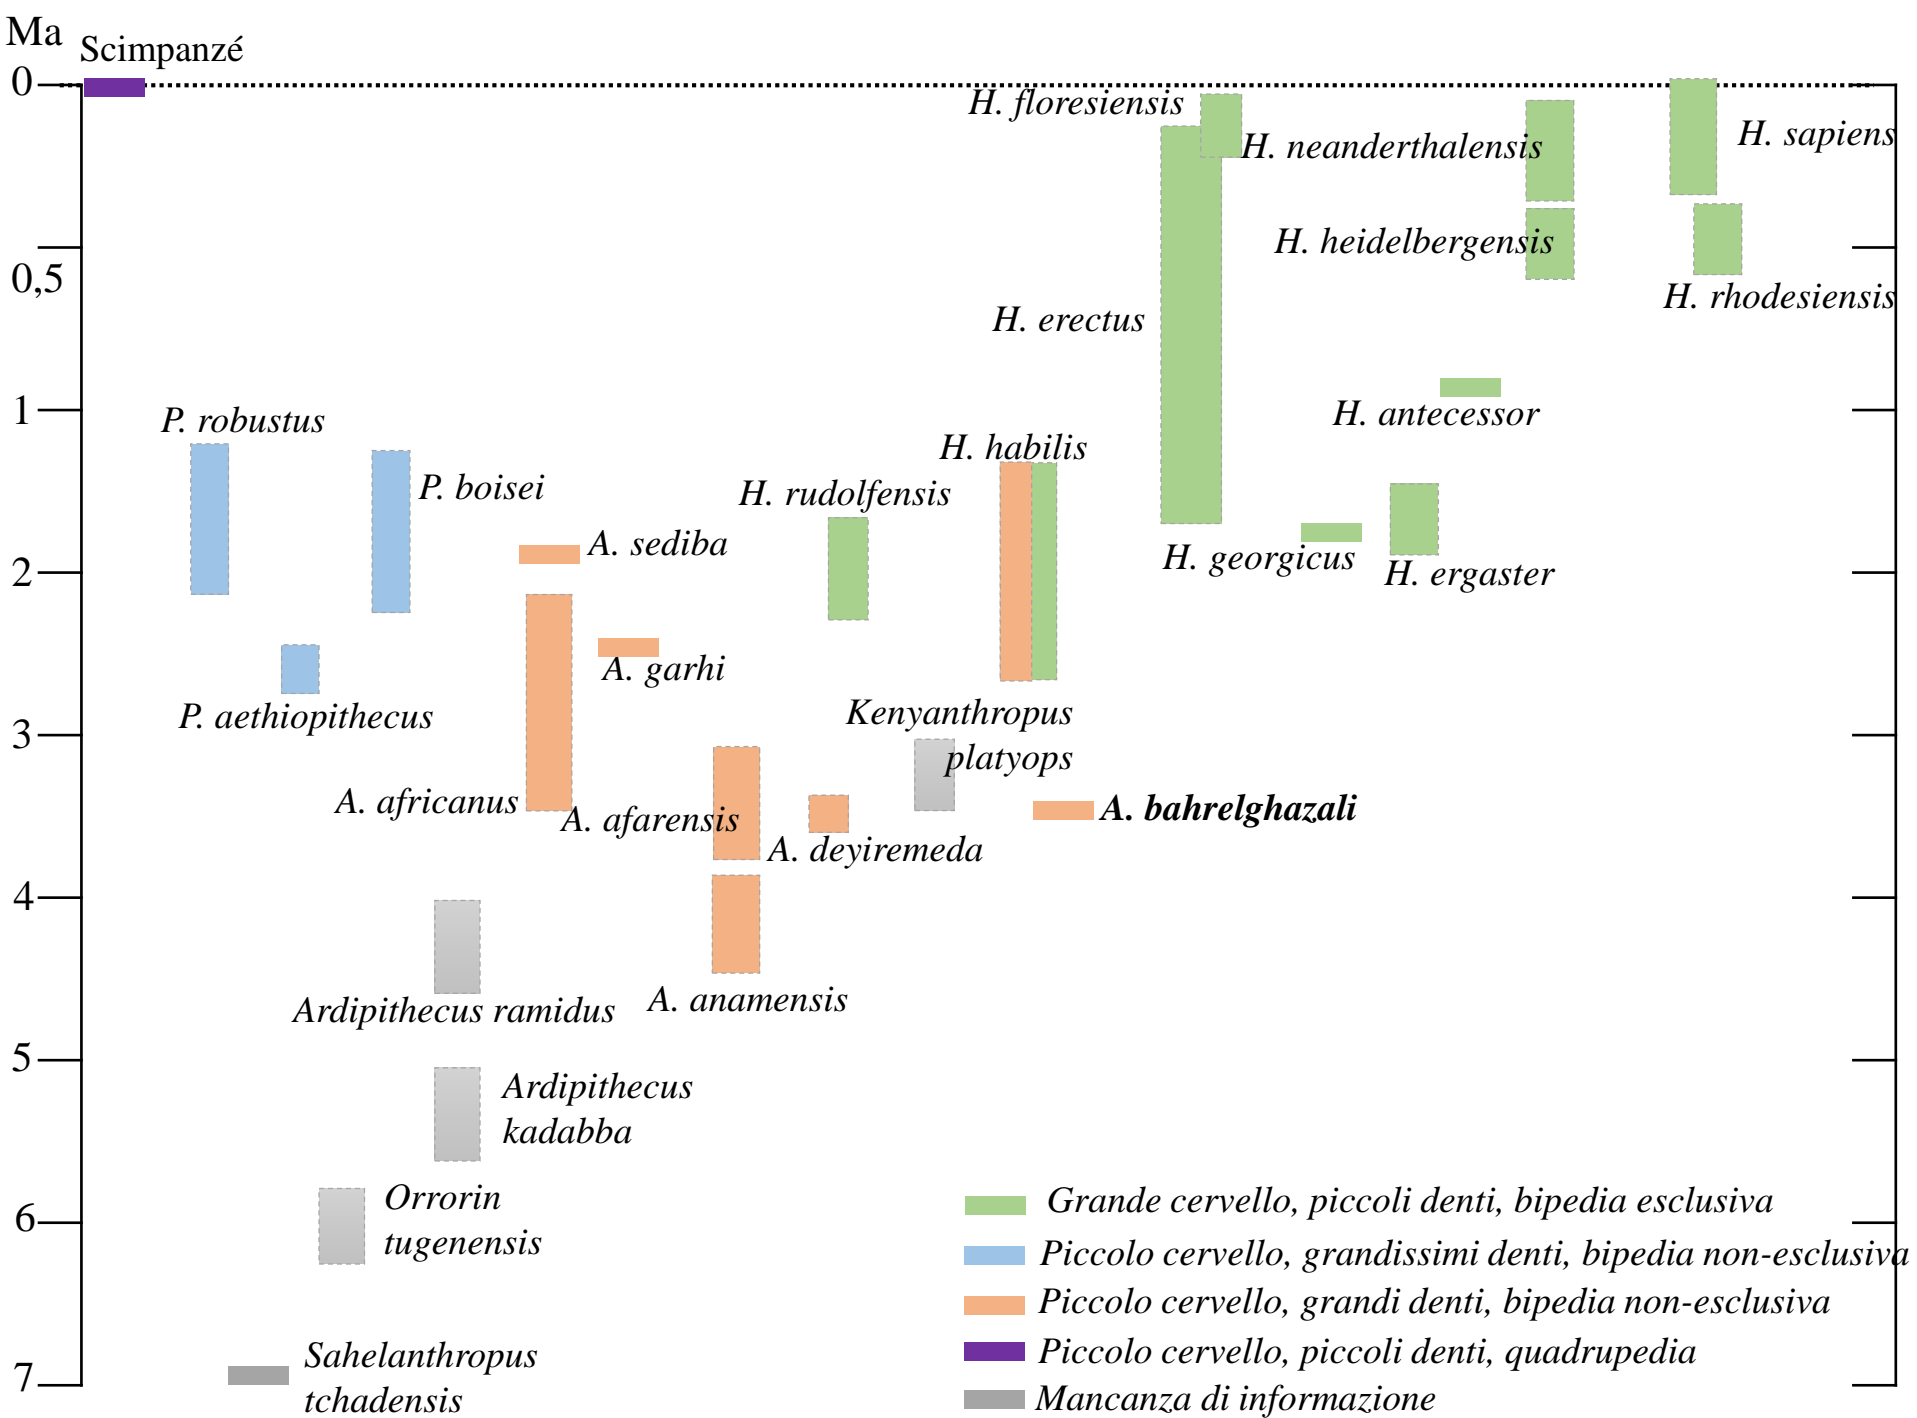 Ma
Scimpanzé
0
H. floresiensis
H. sapiens
H. neanderthalensis
H. heidelbergensis
0,5
H. rhodesiensis
H. erectus
1
H. antecessor
P. robustus
H. habilis
P. boisei
H. rudolfensis
A. sediba
H. georgicus
2
H. ergaster
A. garhi
P. aethiopithecus
Kenyanthropus
platyops
3
A. africanus
A. bahrelghazali
A. afarensis
A. deyiremeda
4
A. anamensis
Ardipithecus ramidus
5
Ardipithecus
kadabba
Orrorin
tugenensis
6
Grande cervello, piccoli denti, bipedia esclusiva
Piccolo cervello, grandissimi denti, bipedia non-esclusiva
Piccolo cervello, grandi denti, bipedia non-esclusiva
Piccolo cervello, piccoli denti, quadrupedia
Mancanza di informazione
Sahelanthropus
tchadensis
7